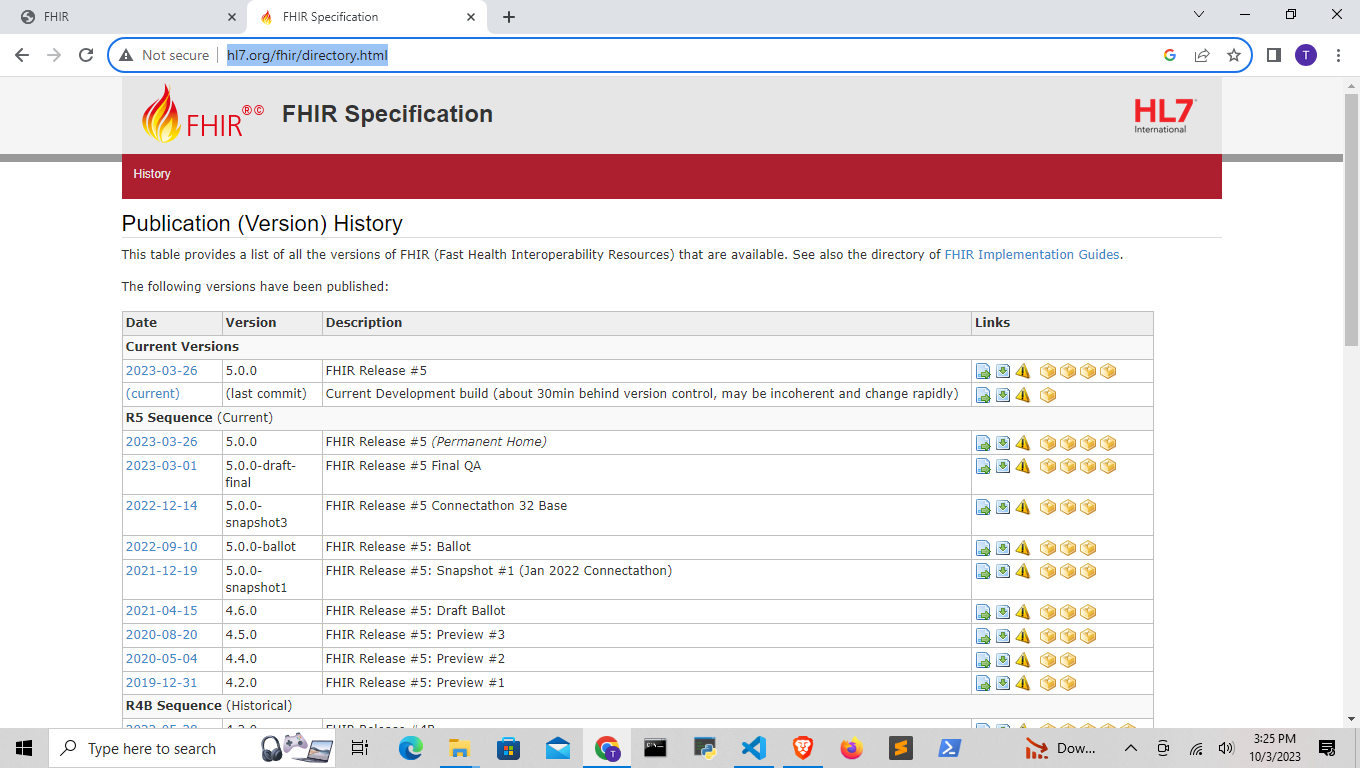 FHIR
FHIR Specification
Not secure
hl7.org/fhir/directory.html
T
FHIR®© FHIR Specification
HL7
International
History
Publication (Version) History
This table provides a list of all the versions of FHIR (Fast Health Interoperability Resources) that are available. See also the directory of FHIR Implementation Guides.
The following versions have been published:
Date Version Description Links
Current Versions
2023-03-26 5.0.0 FHIR Release #5
(current) (last commit) Current Development build (about 30min behind version control, may be incoherent and change rapidly)
R5 Sequence (Current)
2023-03-26 5.0.0 FHIR Release #5 (Permanent Home)
2023-03-01 5.0.0-draft- FHIR Release #5 Final QA
final
2022-12-14 5.0.0- FHIR Release #5 Connectathon 32 Base
snapshot3
2022-09-10 5.0.0-ballot FHIR Release #5: Ballot
2021-12-19 5.0.0- FHIR Release #5: Snapshot #1 (Jan 2022 Connectathon)
snapshot1
2021-04-15 4.6.0 FHIR Release #5: Draft Ballot
2020-08-20 4.5.0 FHIR Release #5: Preview #3
2020-05-04 4.4.0 FHIR Release #5: Preview #2
2019-12-31 4.2.0 FHIR Release #5: Preview #1
R4B Sequence (Historical)
Type here to search
T
Dow...
3:25 PM
10/3/2023